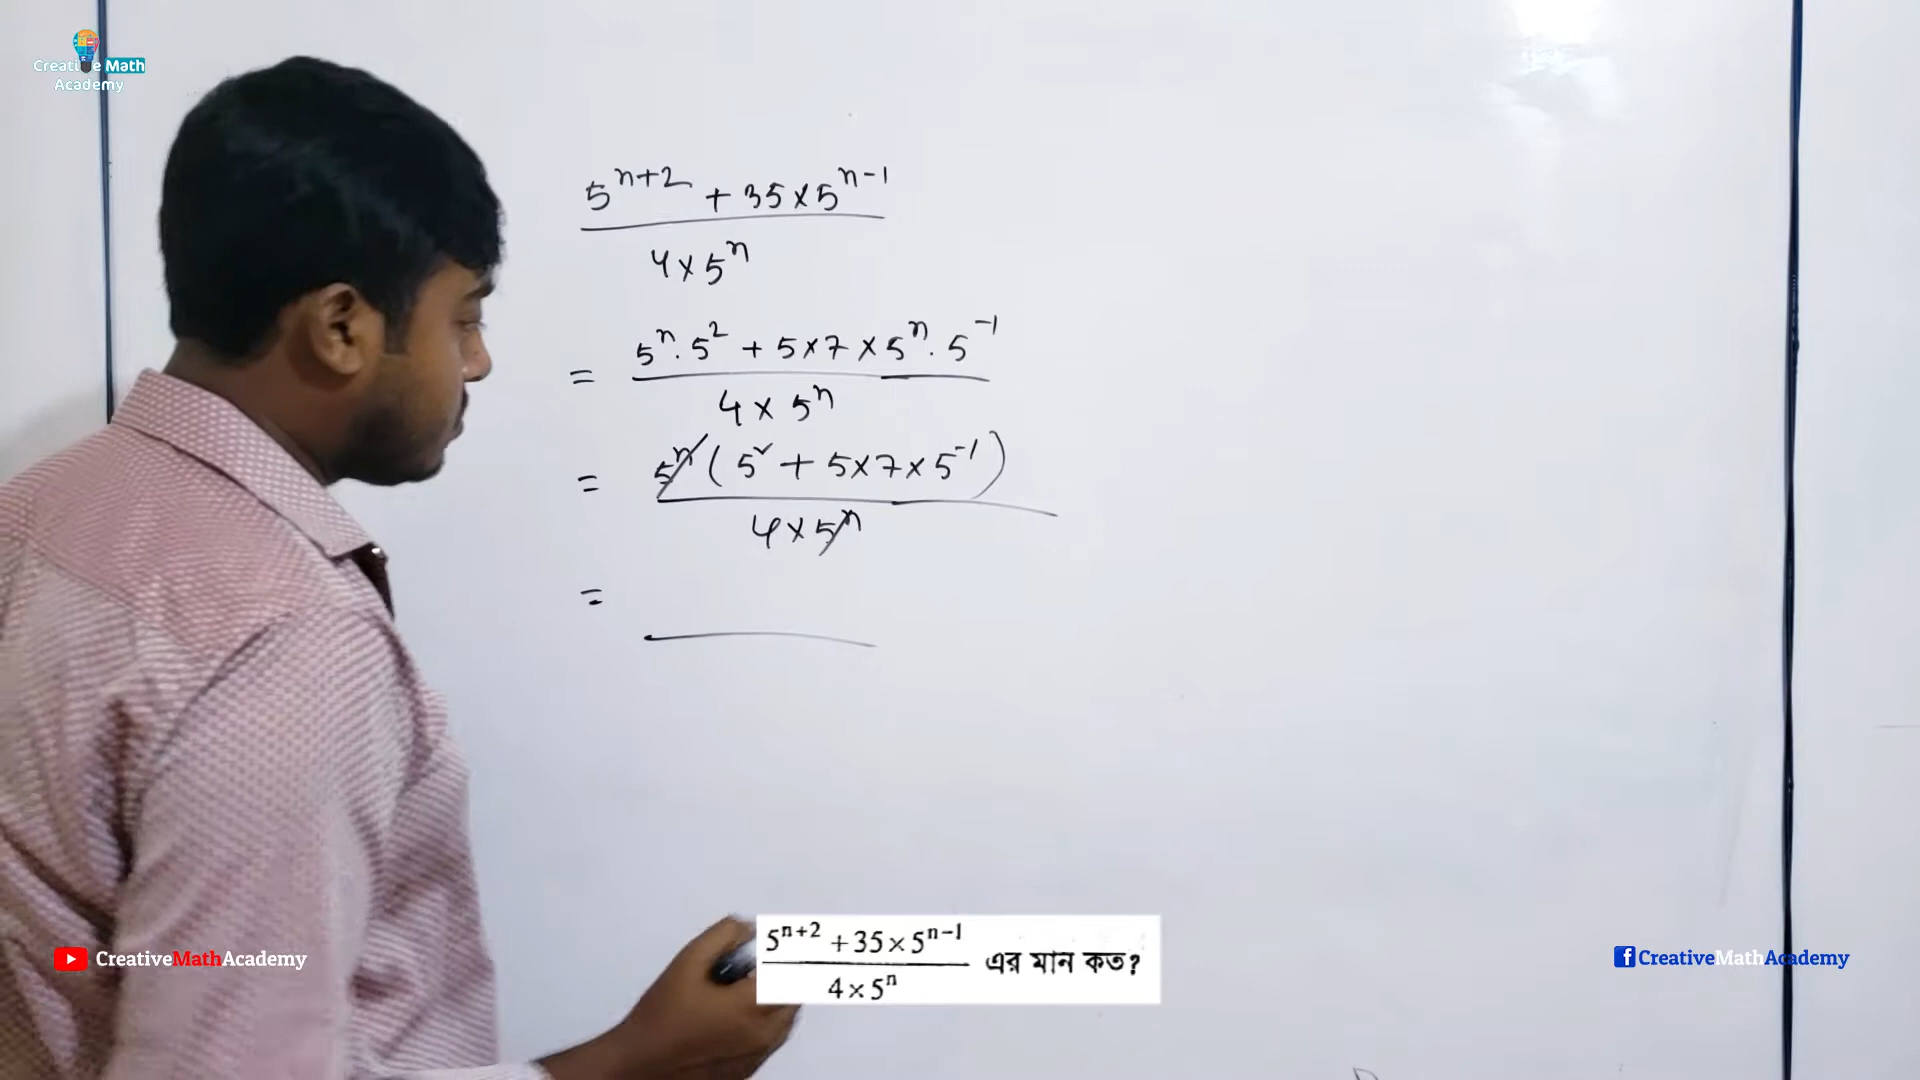 Creative Math
Academy
5^{n+2} + 35 × 5^{n-1}
4 × 5^n
5^n . 5^2 + 5 × 7 × 5^n . 5^{-1}
=
4 × 5^n
= 5^n ( 5^2 + 5 × 7 × 5^{-1} )
4 × 5^n
=
5^{n+2} + 35 × 5^{n-1}
এর মান কত?
4 × 5^n
CreativeMathAcademy
CreativeMathAcademy